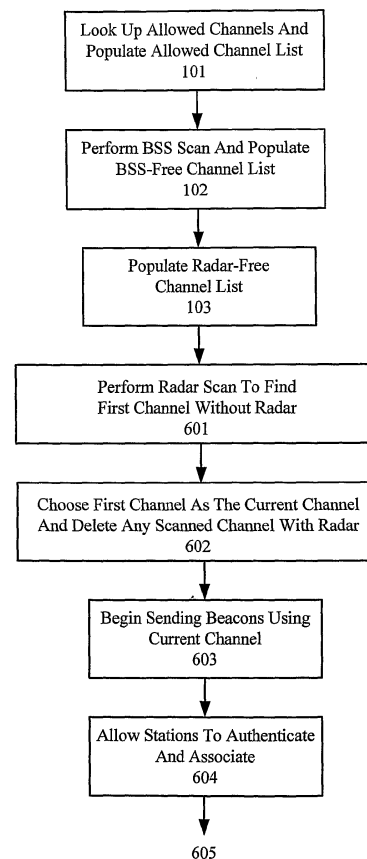 Look Up Allowed Channels And
Populate Allowed Channel List
101
Perform BSS Scan And Populate
BSS-Free Channel List
102
Populate Radar-Free
Channel List
103
Perform Radar Scan To Find
First Channel Without Radar
601
Choose First Channel As The Current Channel
And Delete Any Scanned Channel With Radar
602
Begin Sending Beacons Using
Current Channel
603
Allow Stations To Authenticate
And Associate
604
605